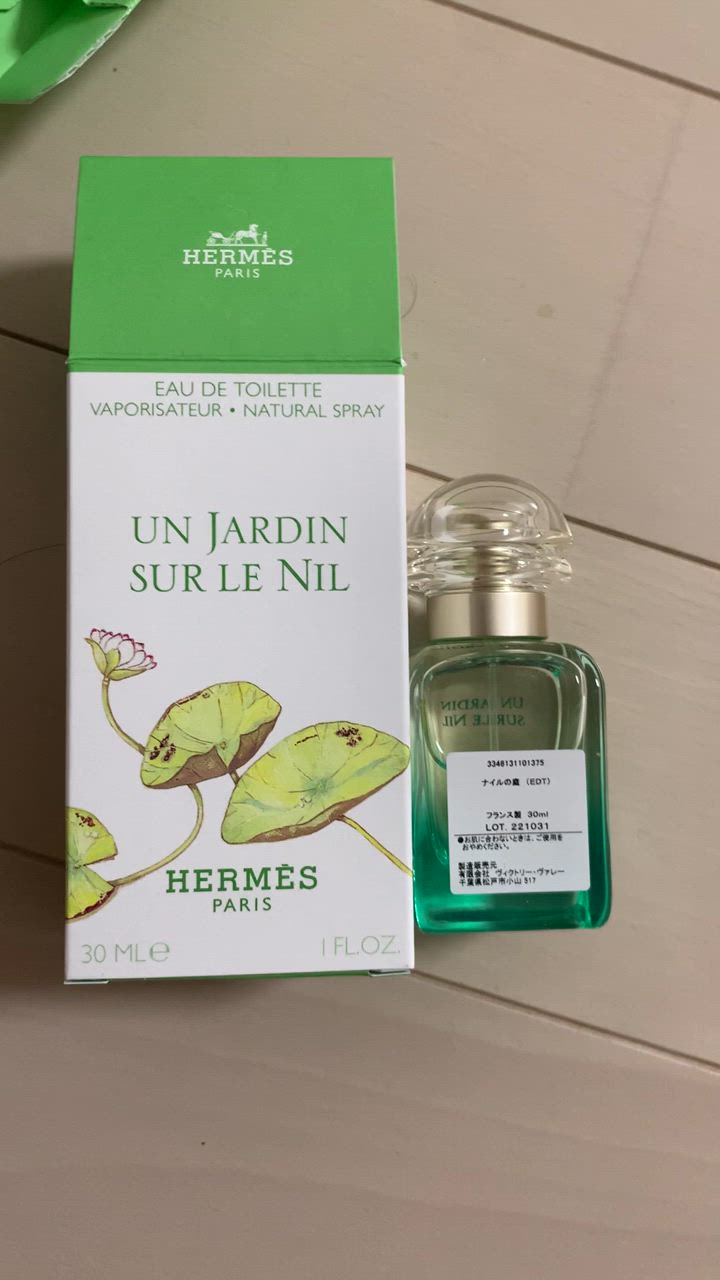 HERMÈS
PARIS
EAU DE TOILETTE
VAPORISATEUR • NATURAL SPRAY
UN JARDIN
SUR LE NIL
HERMÈS
PARIS
30 ML℮
1 FL.OZ.
UN JARDIN
SUR LE NIL
3346131101375
ナイルの庭 (EDT)
フランス製 30ml
LOT. 221031
●お肌に合わないときは、ご使用を
おやめください。
製造販売元 :
有限会社 ヴィクトリー・ヴァレー
千葉県松戸市小山 517